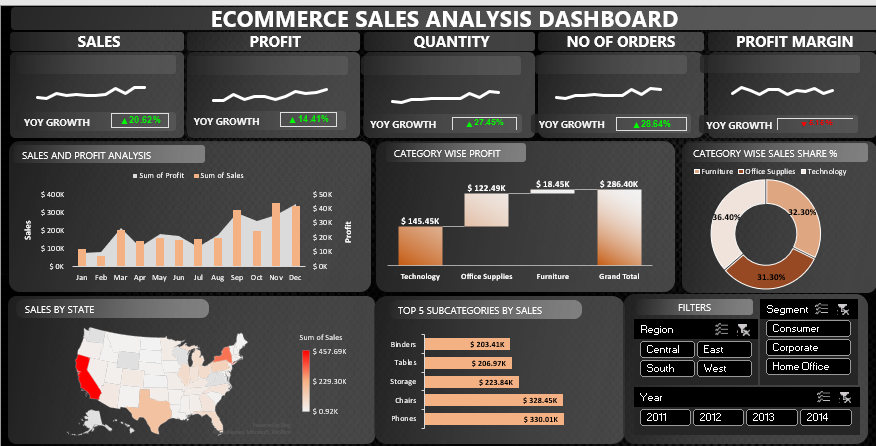 ECOMMERCE SALES ANALYSIS DASHBOARD
SALES
PROFIT
QUANTITY
NO OF ORDERS
PROFIT MARGIN
YOY GROWTH ▲20.62%
YOY GROWTH ▲14.41%
YOY GROWTH ▲27.45%
YOY GROWTH ▲28.64%
YOY GROWTH
SALES AND PROFIT ANALYSIS
Sum of Profit Sum of Sales
$ 400K
$ 300K
$ 200K
$ 100K
$ 0K
Sales
$ 50K
$ 40K
$ 30K
$ 20K
$ 10K
$ 0K
Profit
Jan Feb Mar Apr May Jun Jul Aug Sep Oct Nov Dec
CATEGORY WISE PROFIT
$ 145.45K
$ 122.49K
$ 18.45K
$ 286.40K
Technology Office Supplies Furniture Grand Total
CATEGORY WISE SALES SHARE %
Furniture Office Supplies Technology
36.40%
32.30%
31.30%
SALES BY STATE
Sum of Sales
$ 457.69K
$ 229.30K
$ 0.92K
TOP 5 SUBCATEGORIES BY SALES
Binders $ 203.41K
Tables $ 206.97K
Storage $ 223.84K
Chairs $ 328.45K
Phones $ 330.01K
FILTERS
Region
Central East
South West
Segment
Consumer
Corporate
Home Office
Year
2011 2012 2013 2014